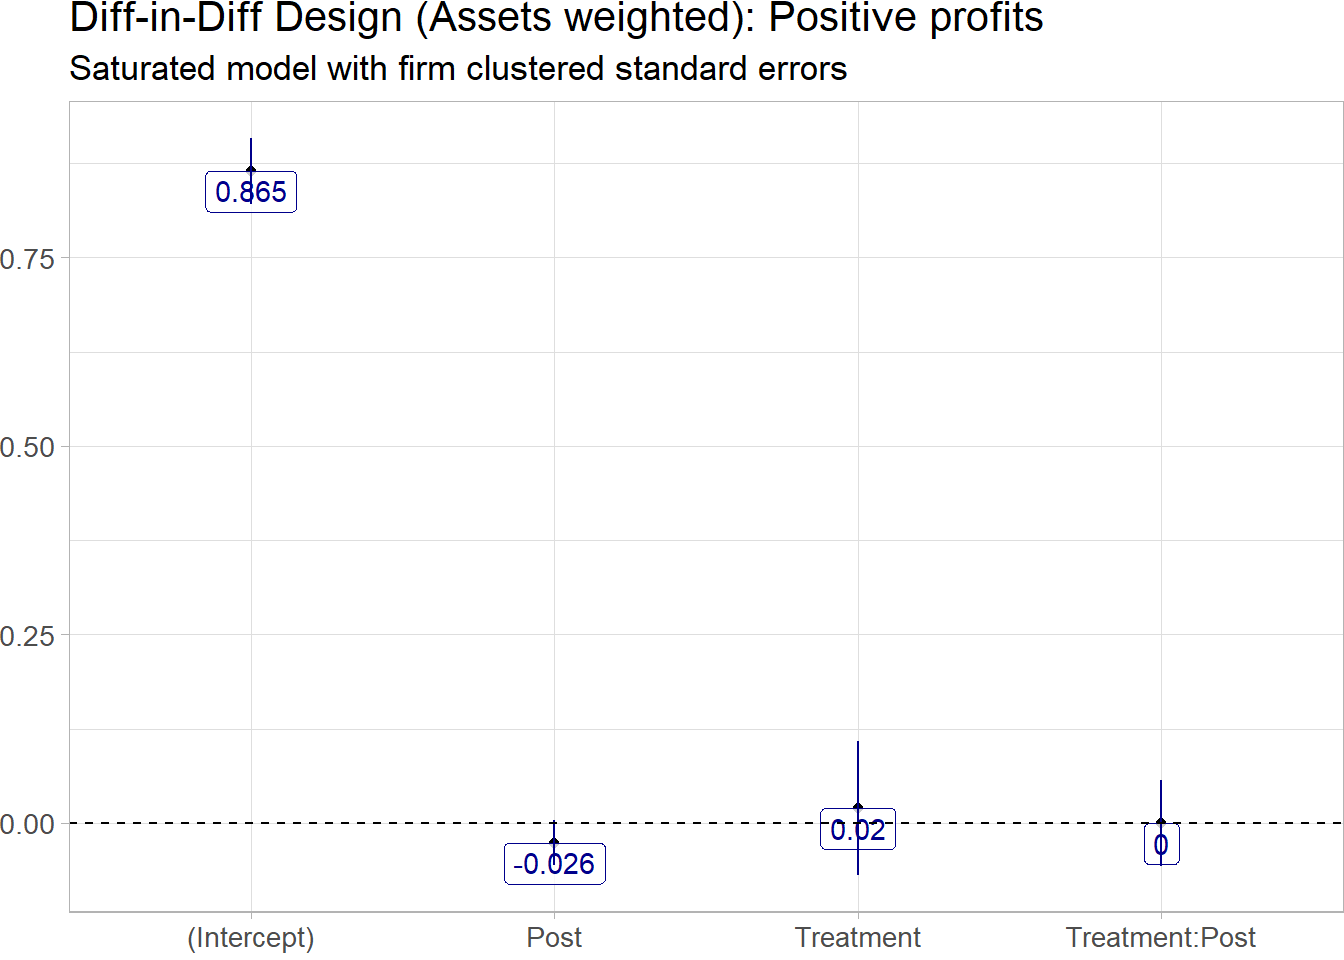 Diff-in-Diff Design (Assets weighted): Positive profits
Saturated model with firm clustered standard errors
0.865
0.75
0.50
0.25
0.00
-0.026
0.02
0
(Intercept)
Post
Treatment
Treatment:Post